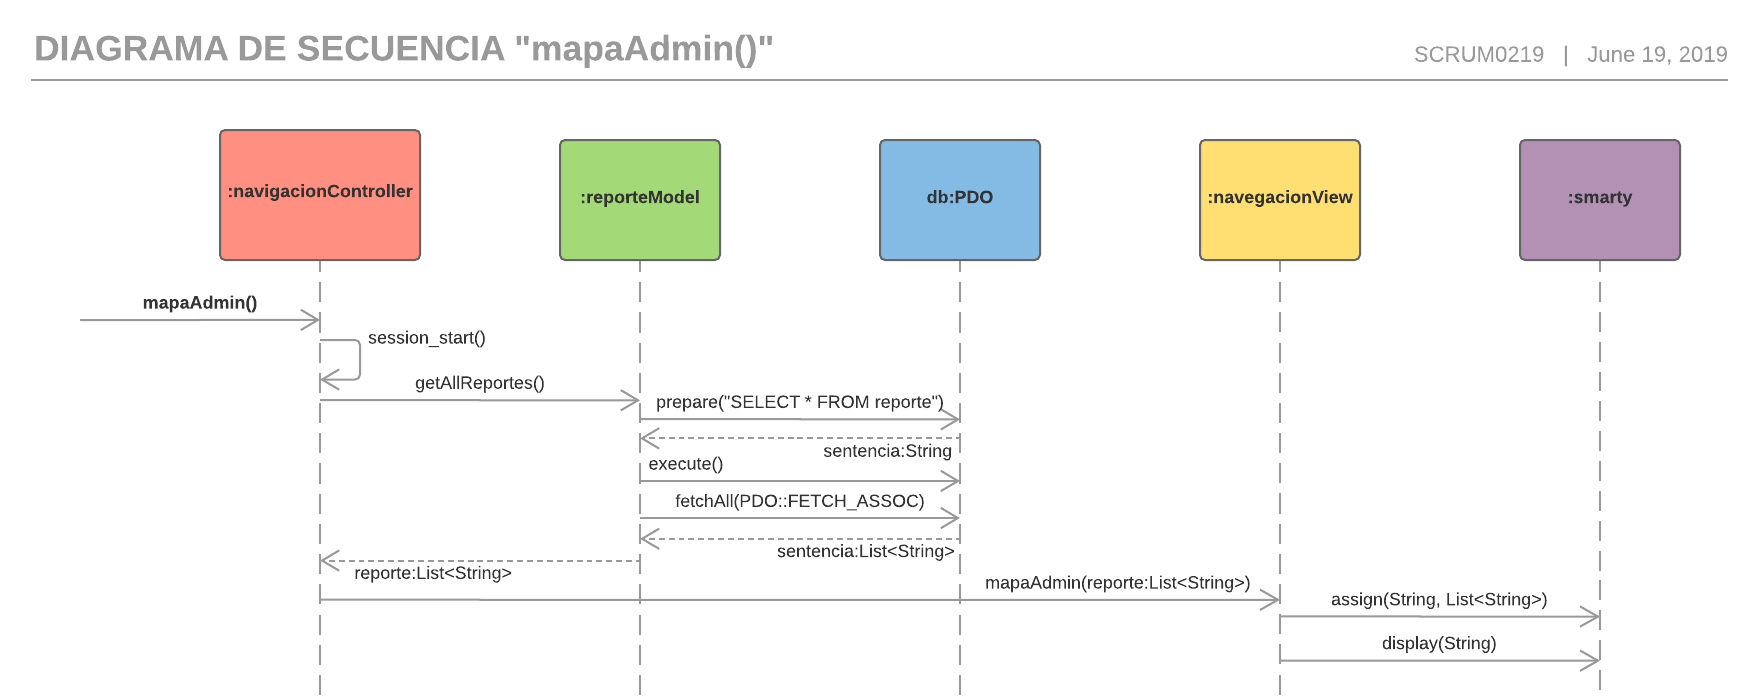 DIAGRAMA DE SECUENCIA "mapaAdmin()"
SCRUM0219 | June 19, 2019
:navigacionController
:reporteModel
db:PDO
:navegacionView
:smarty
mapaAdmin()
session_start()
getAllReportes()
prepare("SELECT * FROM reporte")
sentencia:String
execute()
fetchAll(PDO::FETCH_ASSOC)
sentencia:List<String>
reporte:List<String>
mapaAdmin(reporte:List<String>)
assign(String, List<String>)
display(String)